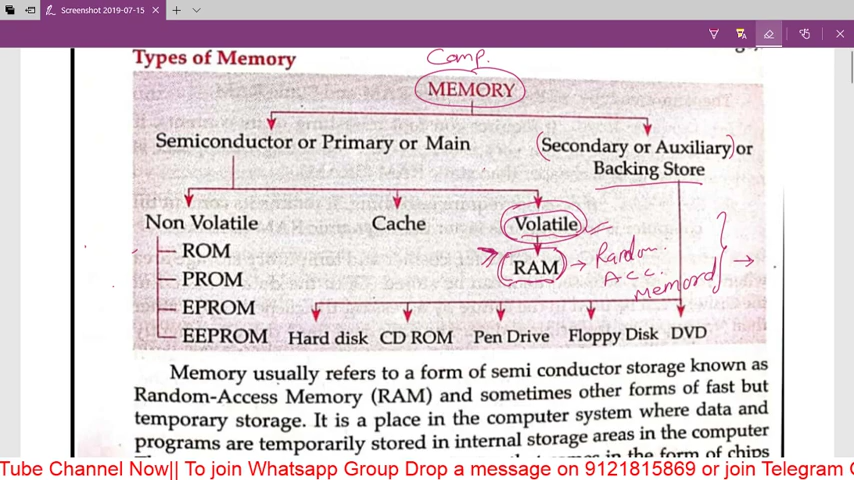 Screenshot 2019-07-15
Types of Memory
Comp.
MEMORY
Semiconductor or Primary or Main
(Secondary or Auxiliary) or
Backing Store
Non Volatile
Cache
Volatile
ROM
PROM
EPROM
EEPROM
RAM
Random
Acc.
Memord
Hard disk
CD ROM
Pen Drive
Floppy Disk
DVD
Memory usually refers to a form of semi conductor storage known as
Random-Access Memory (RAM) and sometimes other forms of fast but
temporary storage. It is a place in the computer system where data and
programs are temporarily stored in internal storage areas in the computer
in the form of chips
Tube Channel Now|| To join Whatsapp Group Drop a message on 9121815869 or join Telegram